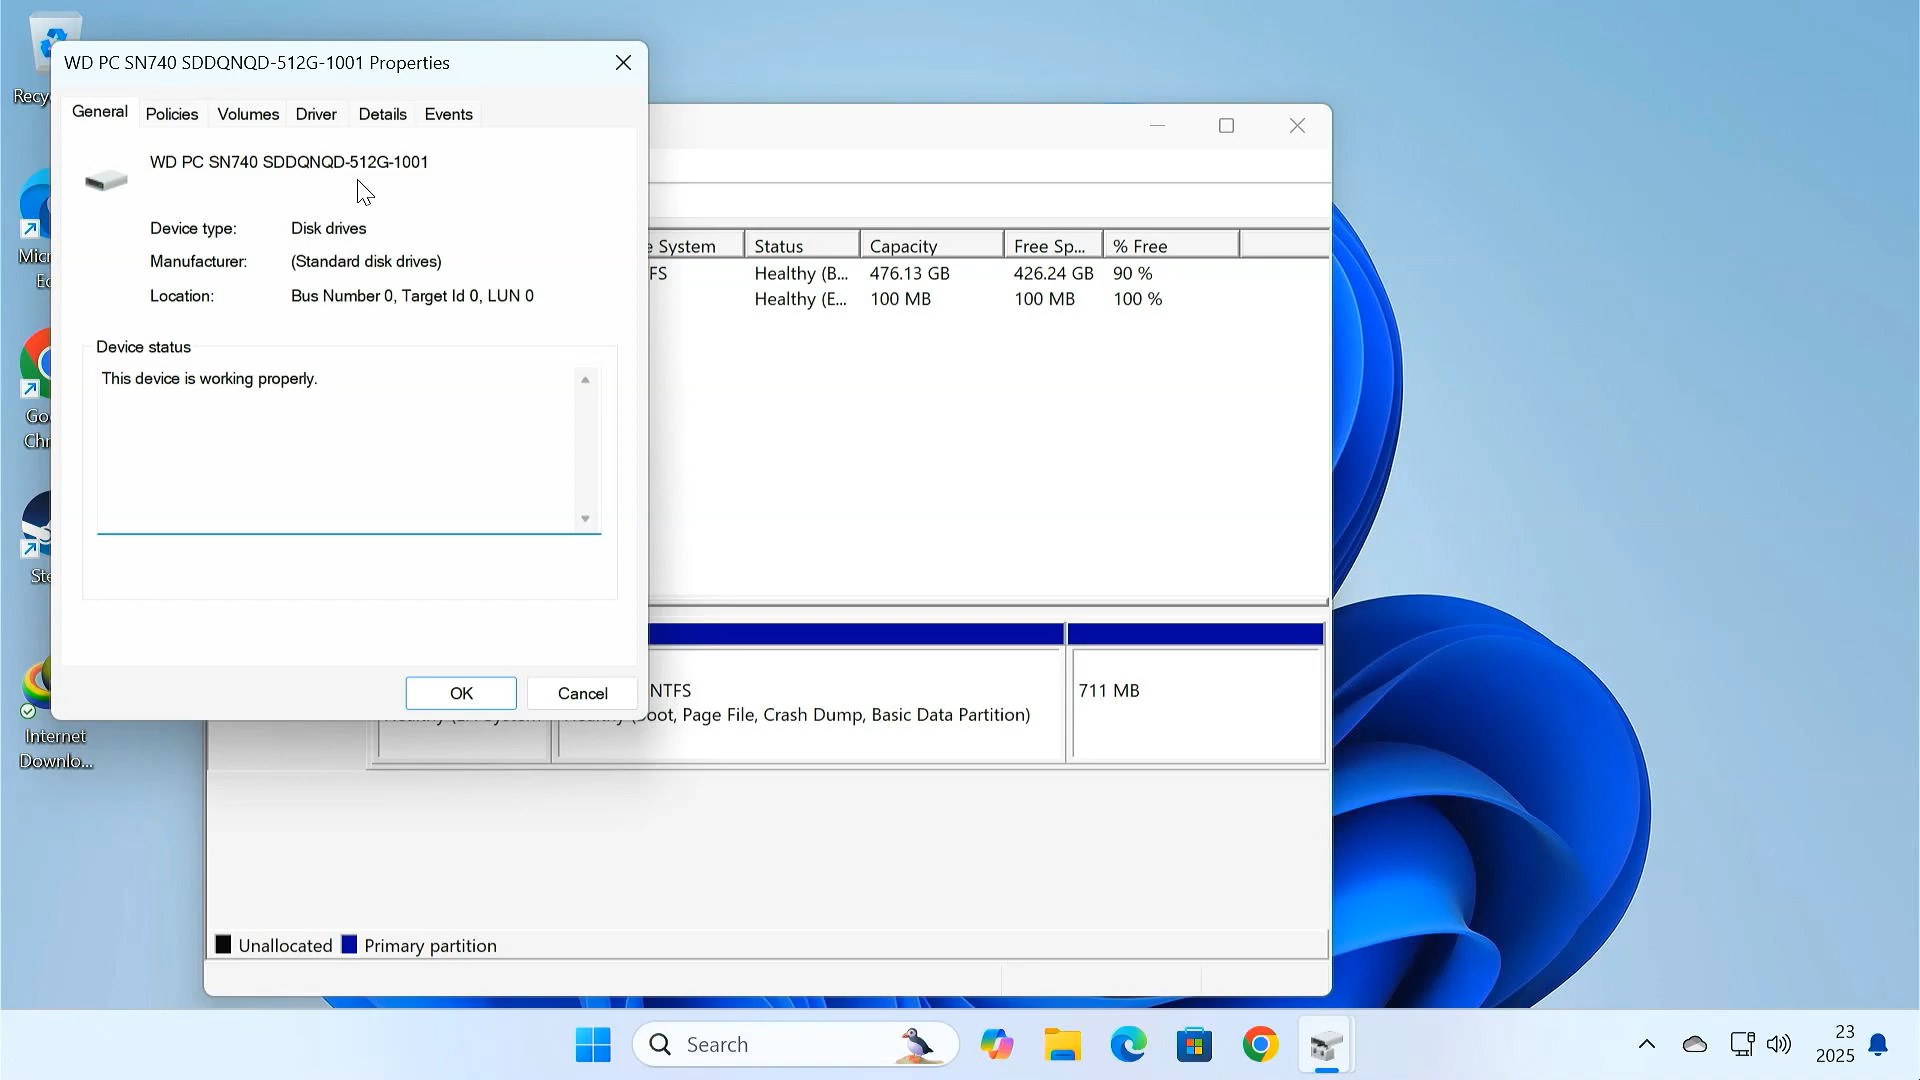 WD PC SN740 SDDQNQD-512G-1001 Properties
General Policies Volumes Driver Details Events
WD PC SN740 SDDQNQD-512G-1001
Device type: Disk drives
Manufacturer: (Standard disk drives)
Location: Bus Number 0, Target Id 0, LUN 0
Device status
This device is working properly.
OK Cancel
System Status Capacity Free Sp... % Free
FS Healthy (B... 476.13 GB 426.24 GB 90 %
Healthy (E... 100 MB 100 MB 100 %
NTFS
Boot, Page File, Crash Dump, Basic Data Partition)
711 MB
Unallocated Primary partition
Internet
Downlo...
Search
23
2025